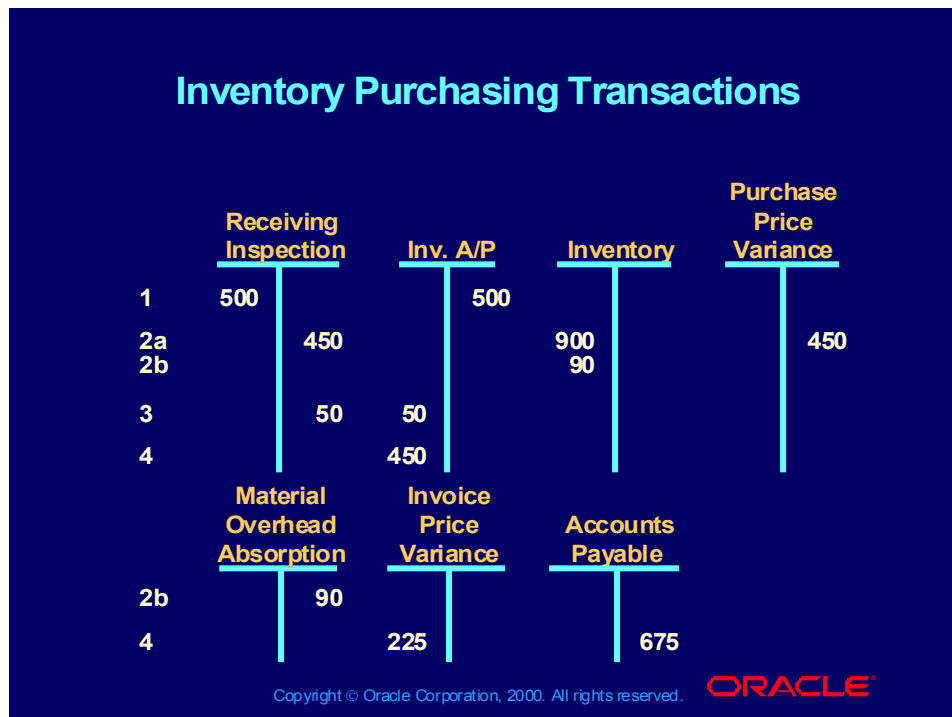 Inventory Purchasing Transactions
Purchase
Receiving Price
Inspection Inv. A/P Inventory Variance
1 500 500
2a 450 900 450
2b 90
3 50 50
4 450
Material Invoice
Overhead Price Accounts
Absorption Variance Payable
2b 90
4 225 675
Copyright © Oracle Corporation, 2000. All rights reserved. ORACLE®